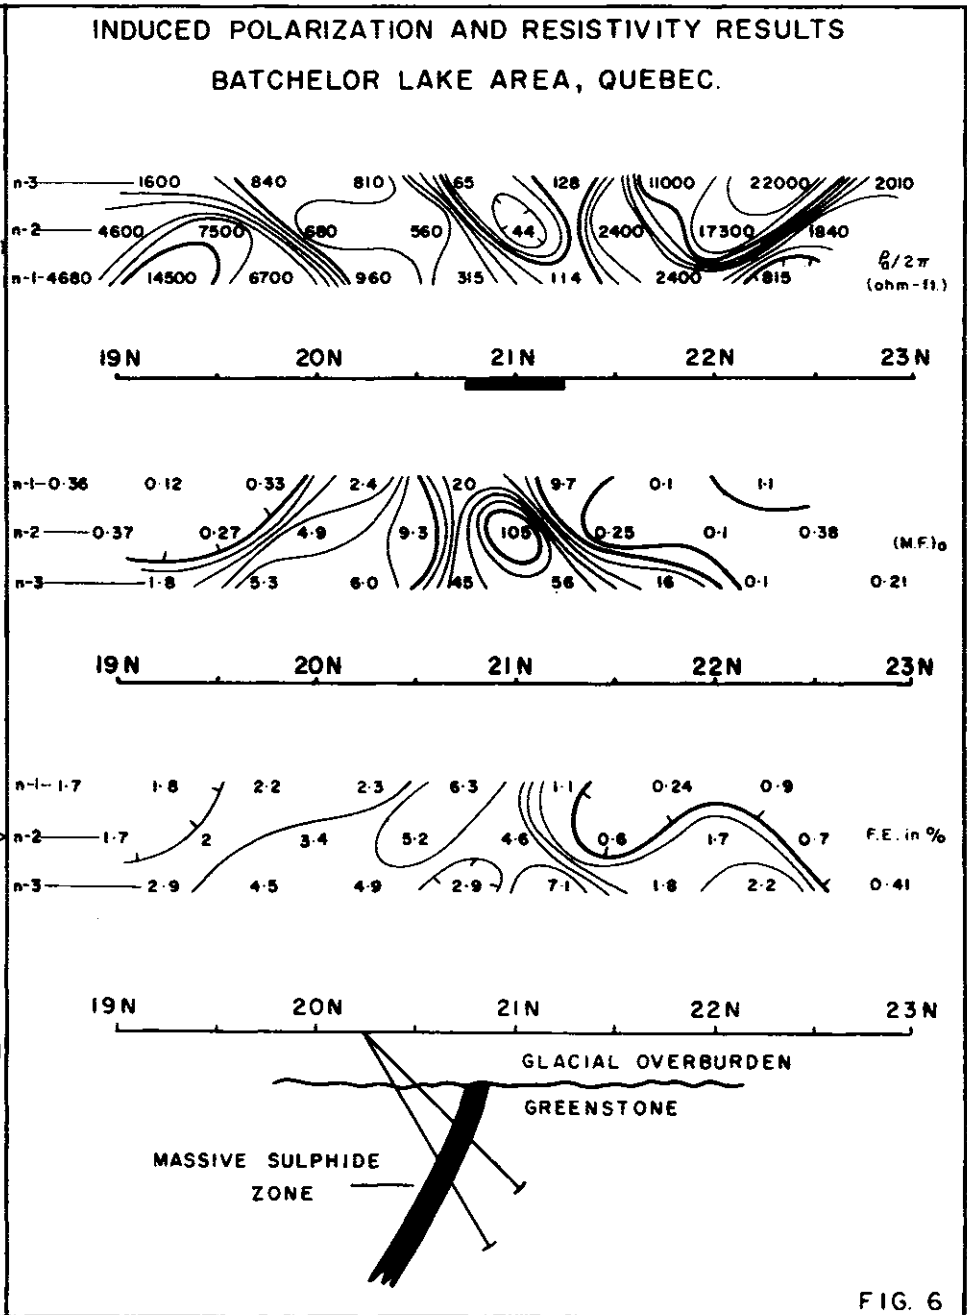 INDUCED POLARIZATION AND RESISTIVITY RESULTS
BATCHELOR LAKE AREA, QUEBEC.
n-3 1600 840 810 65 128 11000 22000 2010
n-2 4600 7500 680 560 44 2400 17300 1840
n-1 4680 14500 6700 960 315 114 2400 815
ρa/2π
(ohm-ft.)
19N 20N 21N 22N 23N
n-1 0.36 0.12 0.33 2.4 20 9.7 0.1 1.1
n-2 0.37 0.27 4.9 9.3 105 0.25 0.1 0.38 (M.F.)a
n-3 1.8 5.3 6.0 45 56 16 0.1 0.21
19N 20N 21N 22N 23N
n-1 1.7 1.8 2.2 2.3 6.3 1.1 0.24 0.9
n-2 1.7 2 3.4 5.2 4.6 0.6 1.7 0.7 F.E. in %
n-3 2.9 4.5 4.9 2.9 7.1 1.8 2.2 0.41
19N 20N 21N 22N 23N
GLACIAL OVERBURDEN
GREENSTONE
MASSIVE SULPHIDE
ZONE
FIG. 6